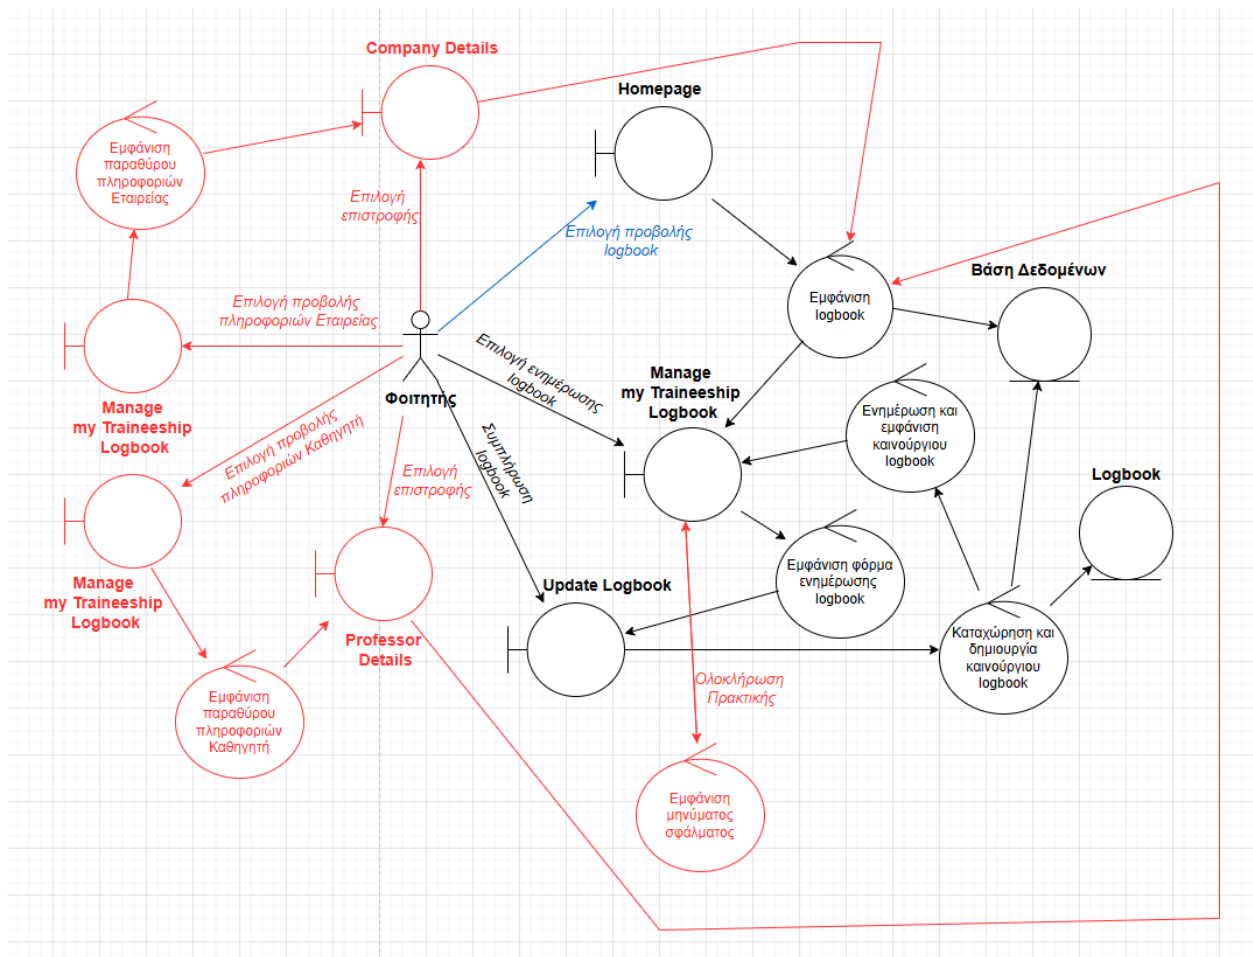 Company Details
Homepage
Εμφάνιση
παραθύρου
πληροφοριών
Εταιρείας
Επιλογή
επιστροφής
Επιλογή προβολής
logbook
Βάση Δεδομένων
Εμφάνιση
logbook
Επιλογή προβολής
πληροφοριών Εταιρείας
Επιλογή ενημέρωσης
logbook
Manage
my Traineeship
Logbook
Φοιτητής
Manage
my Traineeship
Logbook
Ενημέρωση και
εμφάνιση
καινούργιου
logbook
Επιλογή προβολής
πληροφοριών Καθηγητή
Συμπλήρωση
logbook
Επιλογή
επιστροφής
Logbook
Manage
my Traineeship
Logbook
Update Logbook
Εμφάνιση φόρμα
ενημέρωσης
logbook
Professor
Details
Καταχώρηση και
δημιουργία
καινούργιου
logbook
Εμφάνιση
παραθύρου
πληροφοριών
Καθηγητή
Ολοκλήρωση
Πρακτικής
Εμφάνιση
μηνύματος
σφάλματος